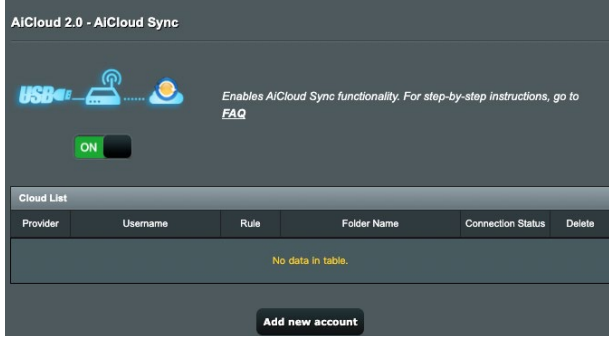 AiCloud 2.0 - AiCloud Sync
USB
Enables AiCloud Sync functionality. For step-by-step instructions, go to
FAQ
ON
Cloud List
Provider Username Rule Folder Name Connection Status Delete
No data in table.
Add new account